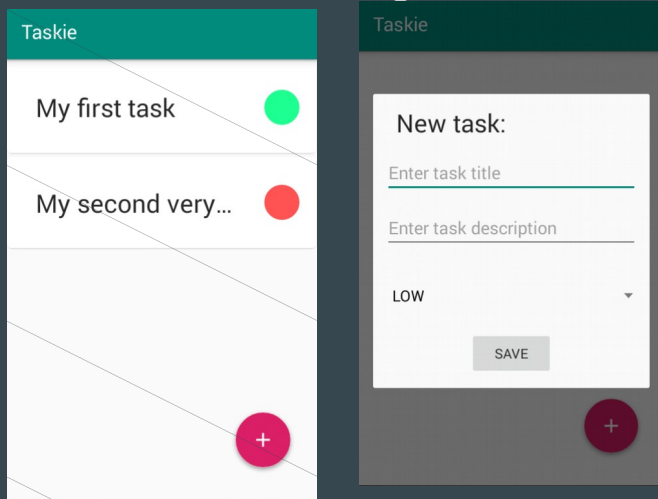 Taskie
My first task
My second very...
+
Taskie
New task:
Enter task title
Enter task description
LOW
SAVE
+